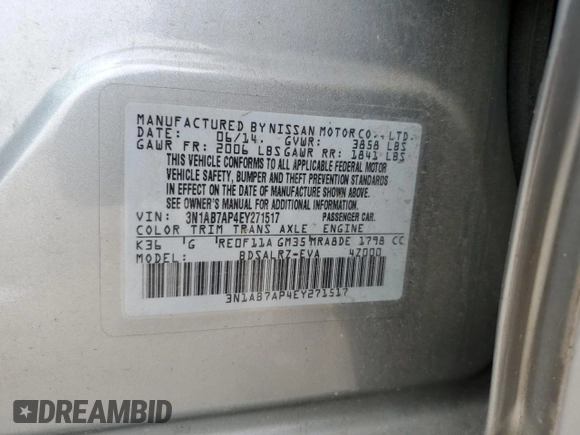 MANUFACTURED BY NISSAN MOTOR CO., LTD.
DATE: 06/14 GVWR: 3858 LBS
GAWR FR: 2006 LBS GAWR RR: 1841 LBS
THIS VEHICLE CONFORMS TO ALL APPLICABLE FEDERAL MOTOR
VEHICLE SAFETY, BUMPER AND THEFT PREVENTION STANDARDS
IN EFFECT ON THE DATE OF MANUFACTURE SHOWN ABOVE.
SEE OWNER'S MANUAL FOR ADDITIONAL INFORMATION.
VIN: 3N1AB7AP4EY271517 PASSENGER CAR.
COLOR TRIM TRANS AXLE ENGINE
K36 G RE0F11A GM35 MRA8DE 1798 CC
MODEL: BDSALRZ-EVA 4Z000
3N1AB7AP4EY271517
DREAMBID